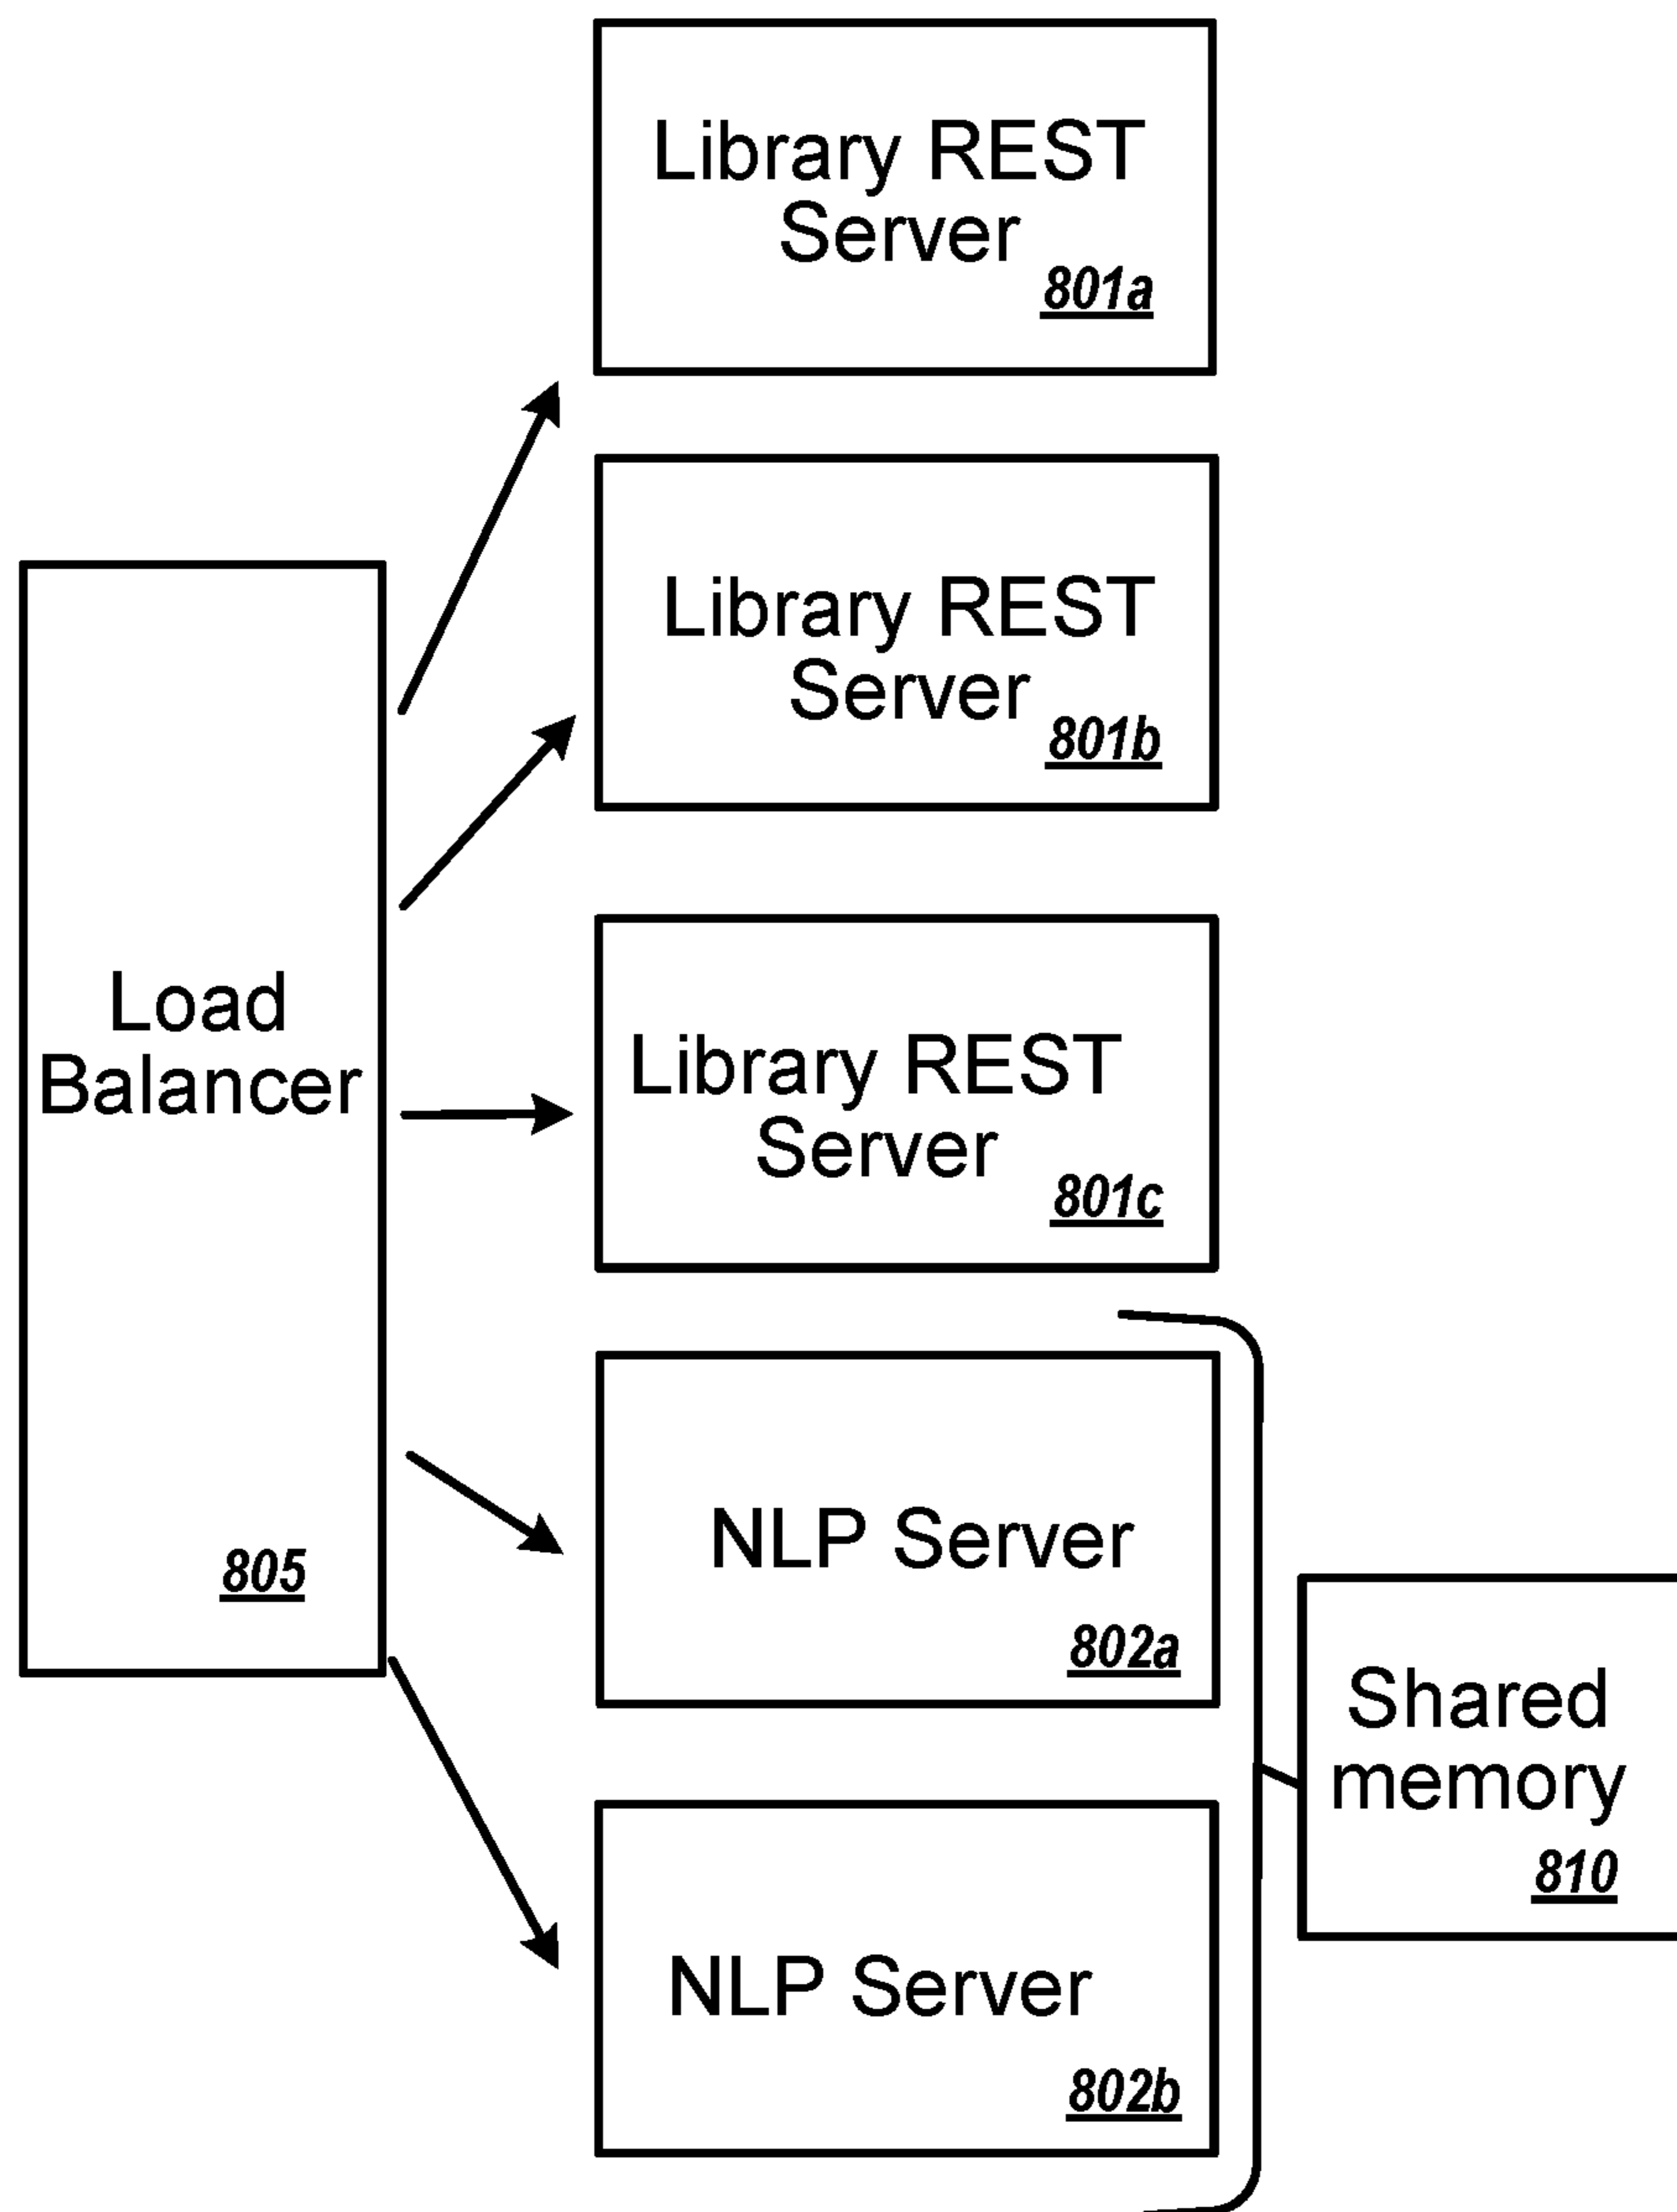 Library REST
Server
801a
Library REST
Server
801b
Load
Balancer
805
Library REST
Server
801c
NLP Server
802a
NLP Server
802b
Shared
memory
810